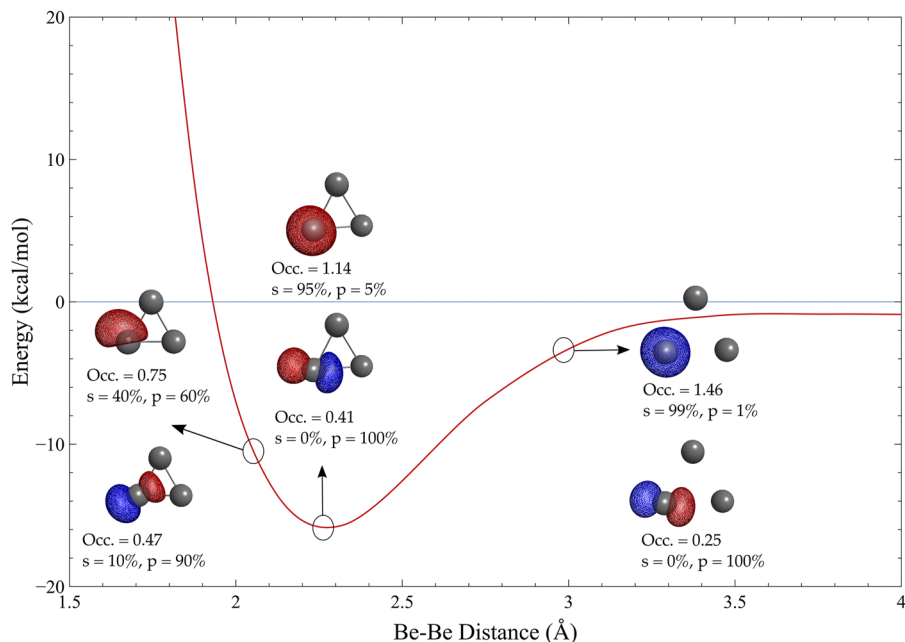 20
10
0
−10
−20
Energy (kcal/mol)
Occ. = 1.14
s = 95%, p = 5%
Occ. = 0.75
s = 40%, p = 60%
Occ. = 0.41
s = 0%, p = 100%
Occ. = 1.46
s = 99%, p = 1%
Occ. = 0.47
s = 10%, p = 90%
Occ. = 0.25
s = 0%, p = 100%
1.5 2 2.5 3 3.5 4
Be-Be Distance (Å)